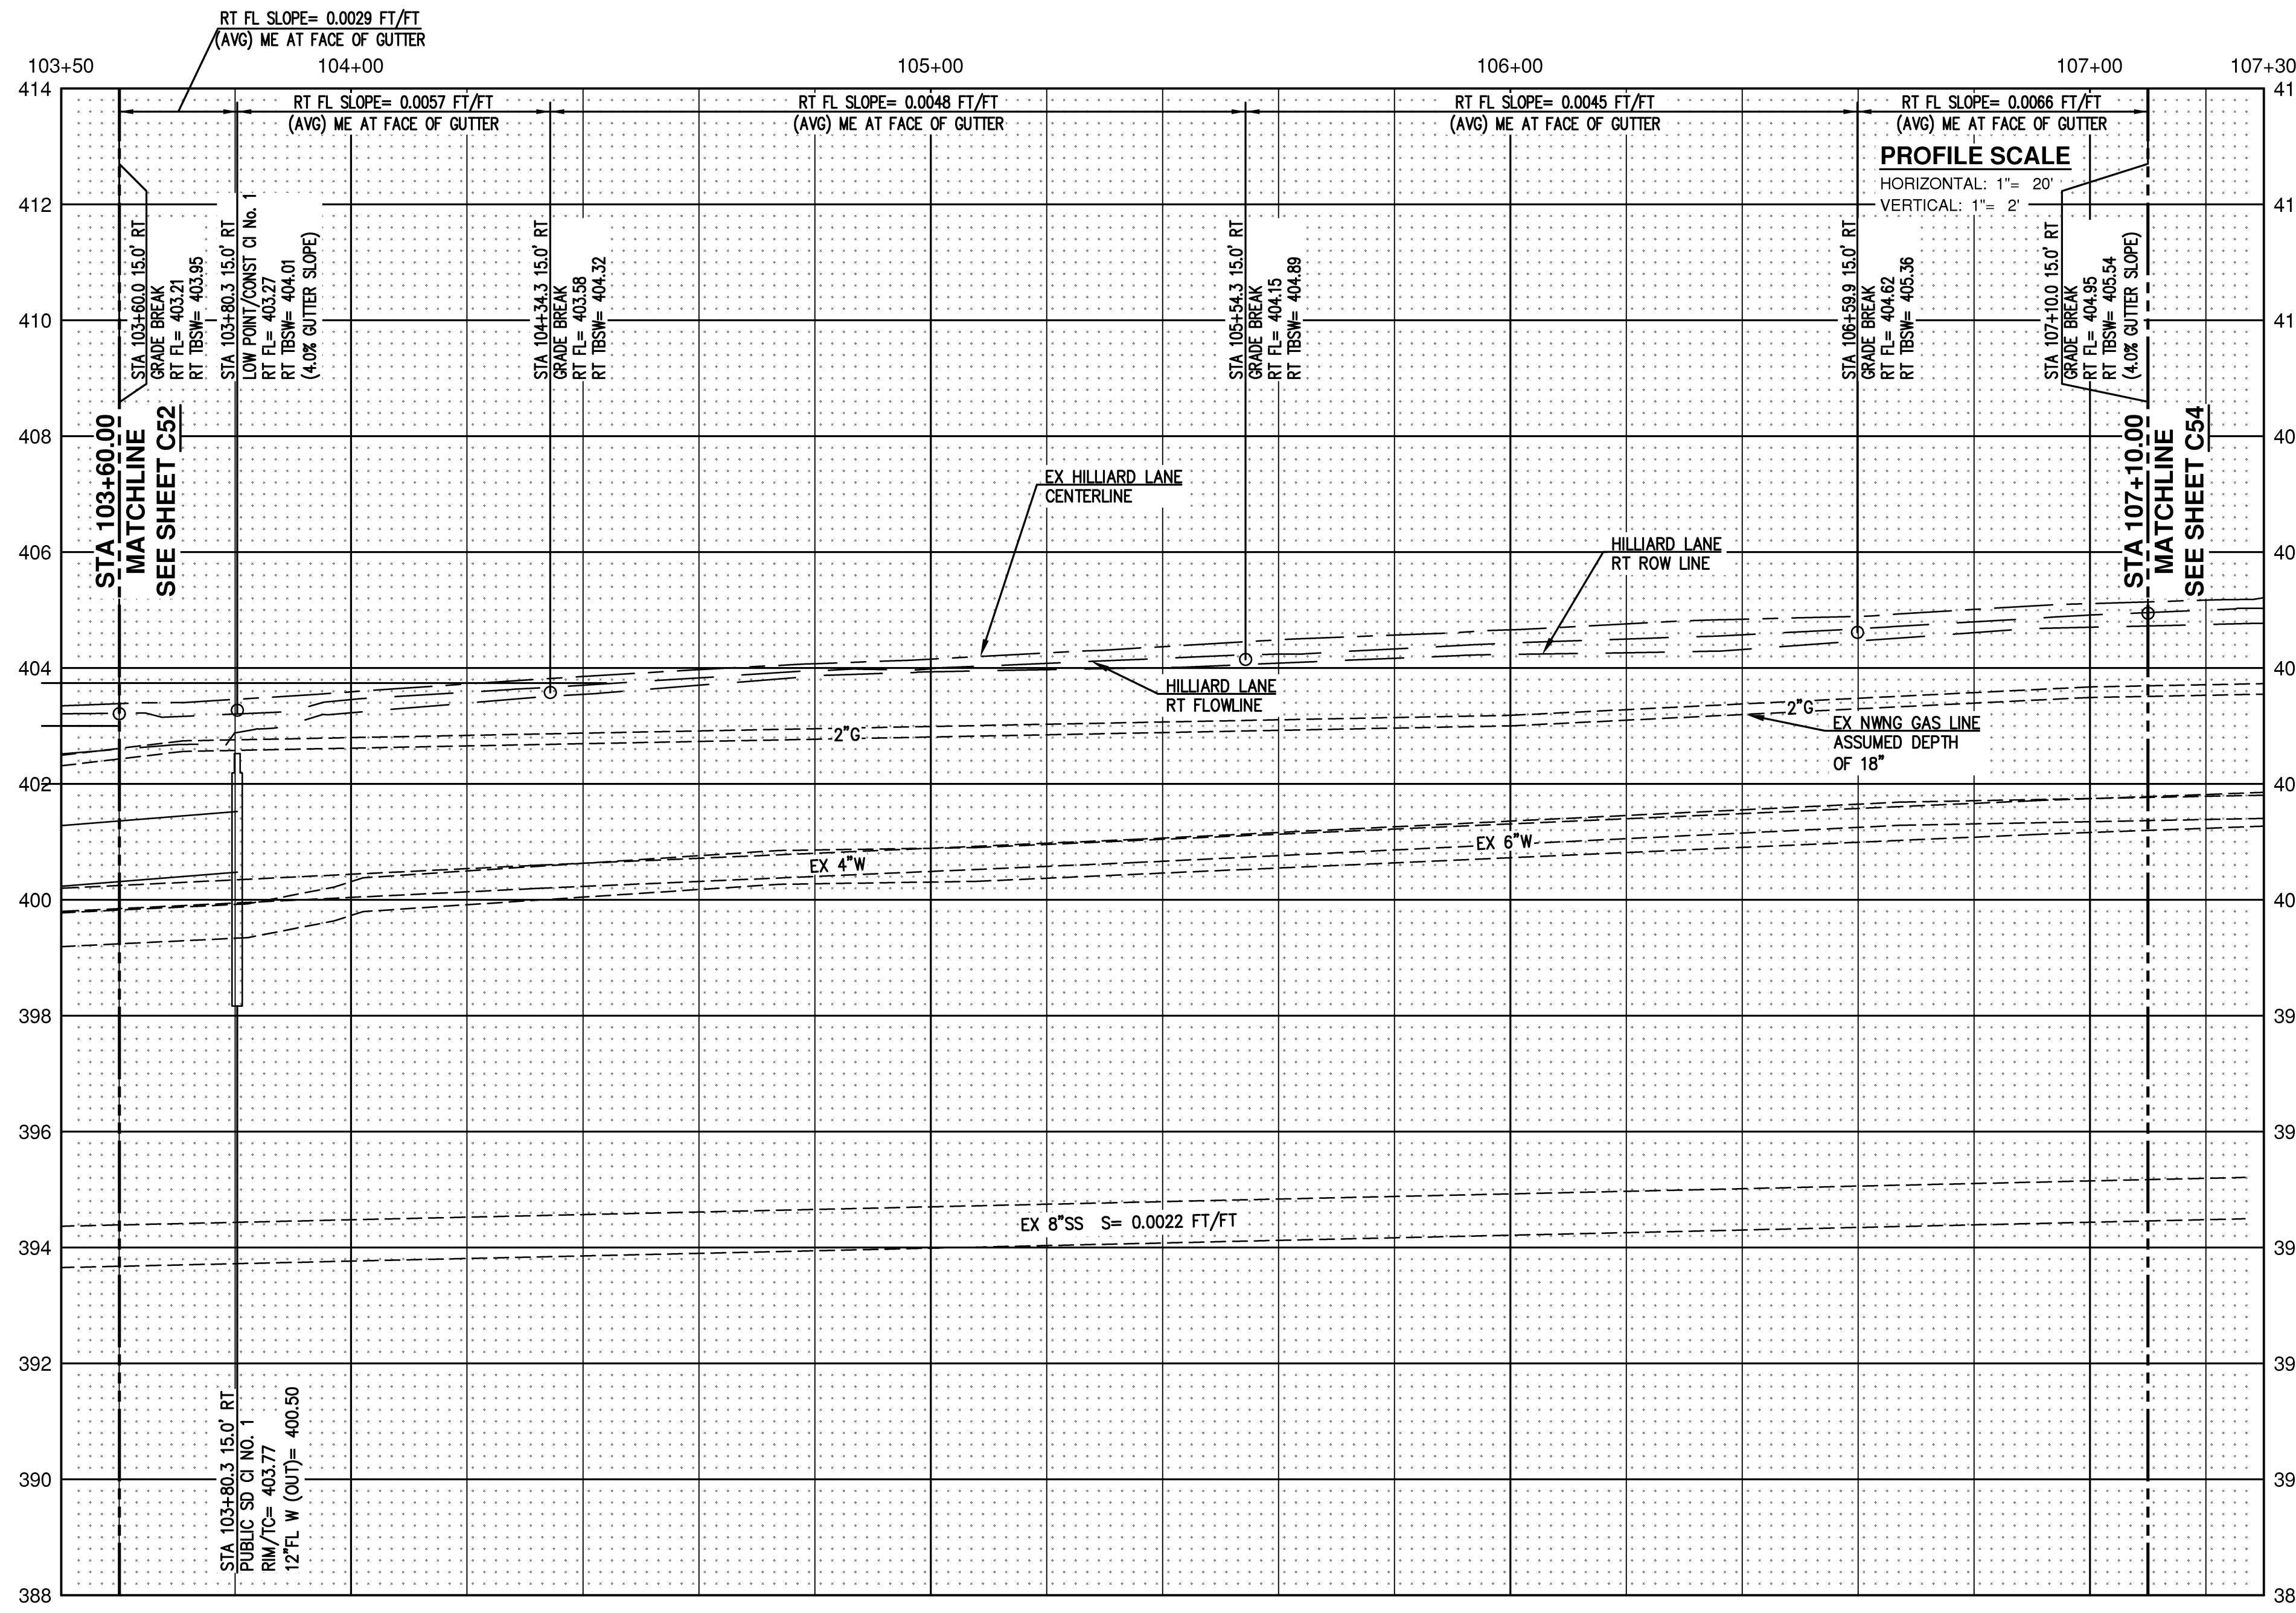 RT FL SLOPE= 0.0029 FT/FT
(AVG) ME AT FACE OF GUTTER
103+50
104+00
105+00
106+00
107+00
107+30
RT FL SLOPE= 0.0057 FT/FT
(AVG) ME AT FACE OF GUTTER
RT FL SLOPE= 0.0048 FT/FT
(AVG) ME AT FACE OF GUTTER
RT FL SLOPE= 0.0045 FT/FT
(AVG) ME AT FACE OF GUTTER
RT FL SLOPE= 0.0066 FT/FT
(AVG) ME AT FACE OF GUTTER
PROFILE SCALE
HORIZONTAL: 1"= 20'
VERTICAL: 1"= 2'
STA 103+60.0 15.0' RT
GRADE BREAK
RT FL= 403.21
RT TBSW= 403.95
STA 103+80.3 15.0' RT
LOW POINT/CONST CI No. 1
RT FL= 403.27
RT TBSW= 404.01
(4.0% GUTTER SLOPE)
STA 104+34.3 15.0' RT
GRADE BREAK
RT FL= 403.58
RT TBSW= 404.32
STA 105+54.3 15.0' RT
GRADE BREAK
RT FL= 404.15
RT TBSW= 404.89
STA 106+59.9 15.0' RT
GRADE BREAK
RT FL= 404.62
RT TBSW= 405.36
STA 107+10.0 15.0' RT
GRADE BREAK
RT FL= 404.95
RT TBSW= 405.54
(4.0% GUTTER SLOPE)
STA 103+60.00
MATCHLINE
SEE SHEET C52
STA 107+10.00
MATCHLINE
SEE SHEET C54
EX HILLIARD LANE
CENTERLINE
HILLIARD LANE
RT ROW LINE
HILLIARD LANE
RT FLOWLINE
2"G
2"G
EX NWNG GAS LINE
ASSUMED DEPTH
OF 18"
EX 4"W
EX 6"W
EX 8"SS S= 0.0022 FT/FT
STA 103+80.3 15.0' RT
PUBLIC SD CI NO. 1
RIM/TC= 403.77
12"FL W (OUT)= 400.50
414
412
410
408
406
404
402
400
398
396
394
392
390
388
41
41
41
40
40
40
40
40
39
39
39
39
39
38